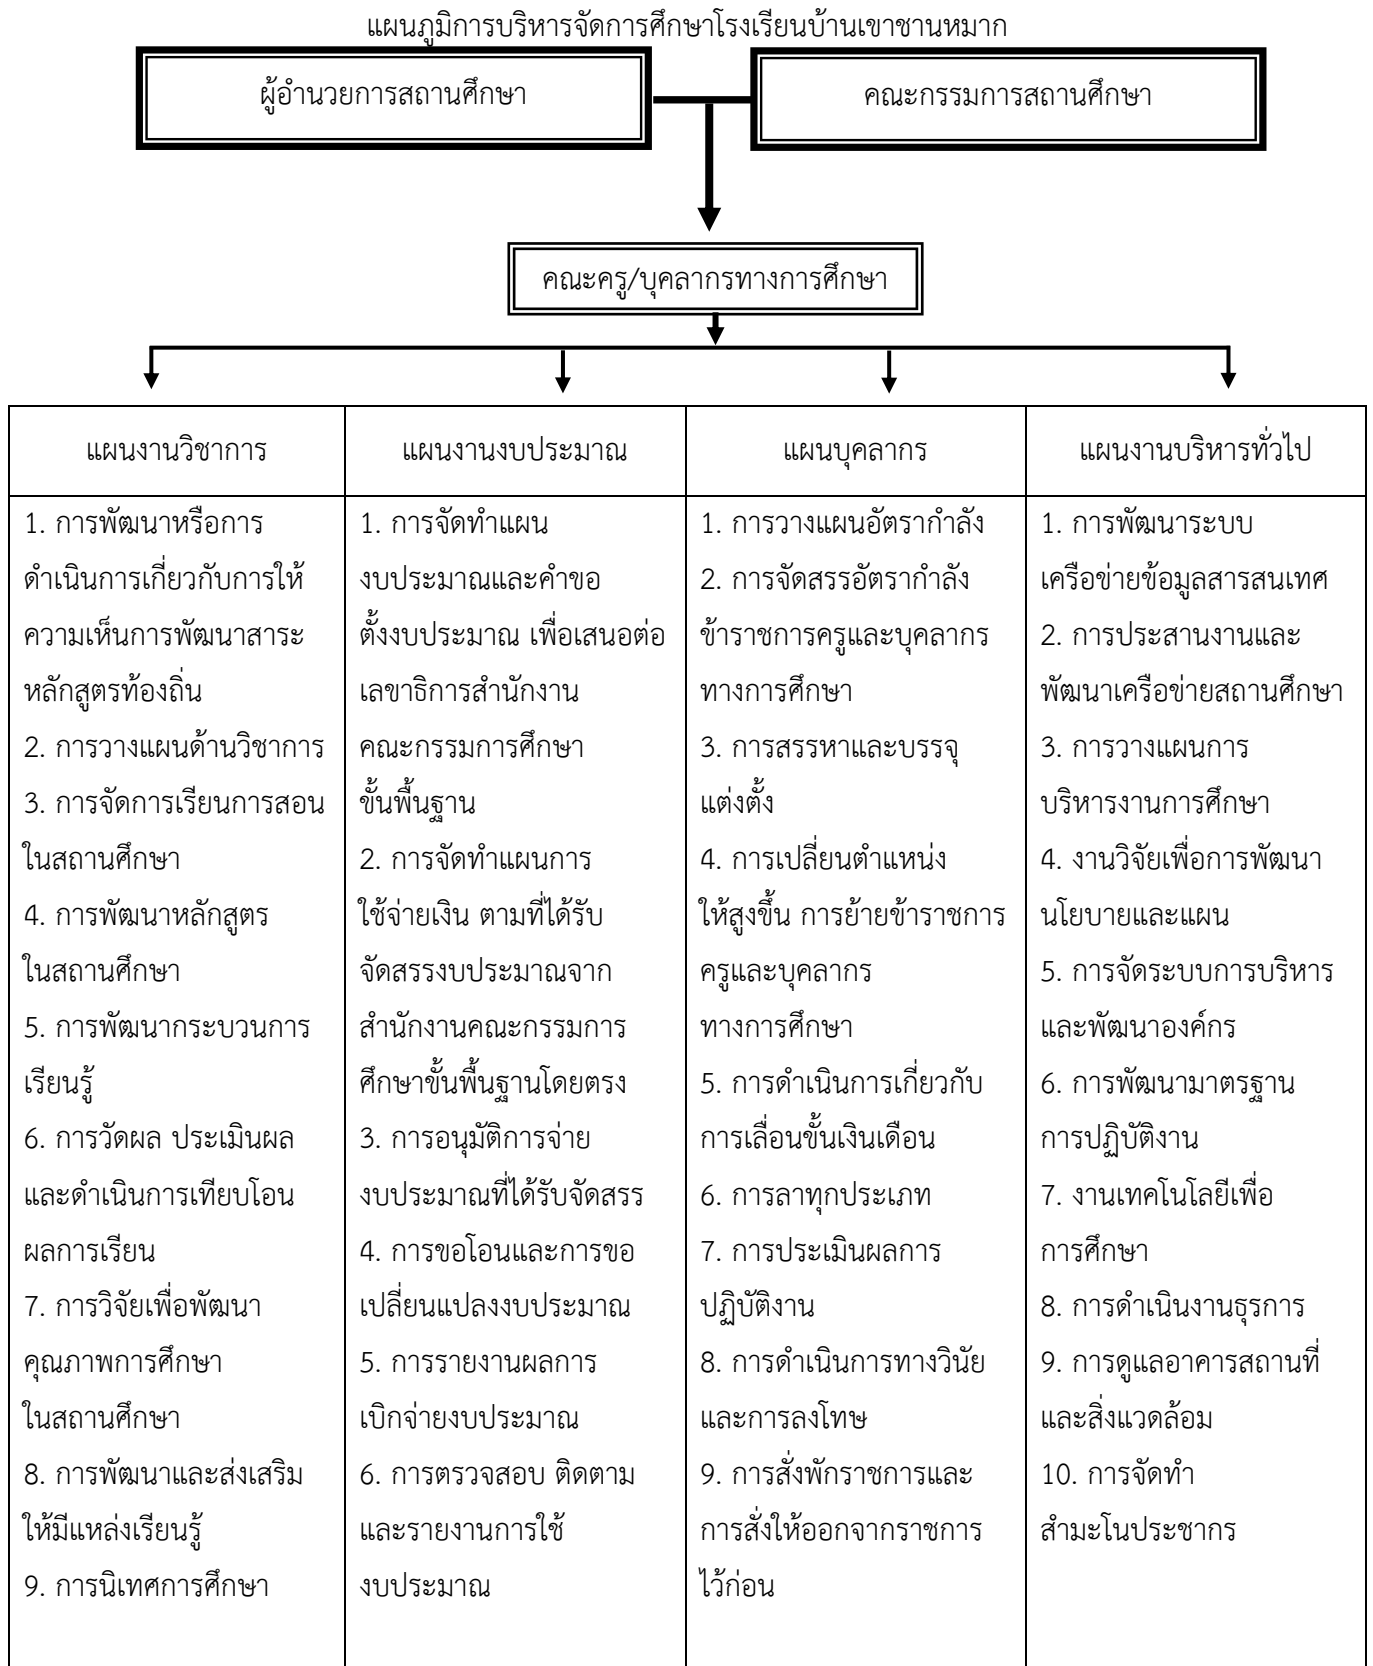 แผนภูมิการบริหารจัดการศึกษาโรงเรียนบ้านเขาชานหมาก
ผู้อำนวยการสถานศึกษา
คณะกรรมการสถานศึกษา
คณะครู/บุคลากรทางการศึกษา
แผนงานวิชาการ
1. การพัฒนาหรือการ
ดำเนินการเกี่ยวกับการให้
ความเห็นการพัฒนาสาระ
หลักสูตรท้องถิ่น
2. การวางแผนด้านวิชาการ
3. การจัดการเรียนการสอน
ในสถานศึกษา
4. การพัฒนาหลักสูตร
ในสถานศึกษา
5. การพัฒนากระบวนการ
เรียนรู้
6. การวัดผล ประเมินผล
และดำเนินการเทียบโอน
ผลการเรียน
7. การวิจัยเพื่อพัฒนา
คุณภาพการศึกษา
ในสถานศึกษา
8. การพัฒนาและส่งเสริม
ให้มีแหล่งเรียนรู้
9. การนิเทศการศึกษา
แผนงานงบประมาณ
1. การจัดทำแผน
งบประมาณและคำขอ
ตั้งงบประมาณ เพื่อเสนอต่อ
เลขาธิการสำนักงาน
คณะกรรมการศึกษา
ขั้นพื้นฐาน
2. การจัดทำแผนการ
ใช้จ่ายเงิน ตามที่ได้รับ
จัดสรรงบประมาณจาก
สำนักงานคณะกรรมการ
ศึกษาขั้นพื้นฐานโดยตรง
3. การอนุมัติการจ่าย
งบประมาณที่ได้รับจัดสรร
4. การขอโอนและการขอ
เปลี่ยนแปลงงบประมาณ
5. การรายงานผลการ
เบิกจ่ายงบประมาณ
6. การตรวจสอบ ติดตาม
และรายงานการใช้
งบประมาณ
แผนบุคลากร
1. การวางแผนอัตรากำลัง
2. การจัดสรรอัตรากำลัง
ข้าราชการครูและบุคลากร
ทางการศึกษา
3. การสรรหาและบรรจุ
แต่งตั้ง
4. การเปลี่ยนตำแหน่ง
ให้สูงขึ้น การย้ายข้าราชการ
ครูและบุคลากร
ทางการศึกษา
5. การดำเนินการเกี่ยวกับ
การเลื่อนขั้นเงินเดือน
6. การลาทุกประเภท
7. การประเมินผลการ
ปฏิบัติงาน
8. การดำเนินการทางวินัย
และการลงโทษ
9. การสั่งพักราชการและ
การสั่งให้ออกจากราชการ
ไว้ก่อน
แผนงานบริหารทั่วไป
1. การพัฒนาระบบ
เครือข่ายข้อมูลสารสนเทศ
2. การประสานงานและ
พัฒนาเครือข่ายสถานศึกษา
3. การวางแผนการ
บริหารงานการศึกษา
4. งานวิจัยเพื่อการพัฒนา
นโยบายและแผน
5. การจัดระบบการบริหาร
และพัฒนาองค์กร
6. การพัฒนามาตรฐาน
การปฏิบัติงาน
7. งานเทคโนโลยีเพื่อ
การศึกษา
8. การดำเนินงานธุรการ
9. การดูแลอาคารสถานที่
และสิ่งแวดล้อม
10. การจัดทำ
สำมะโนประชากร